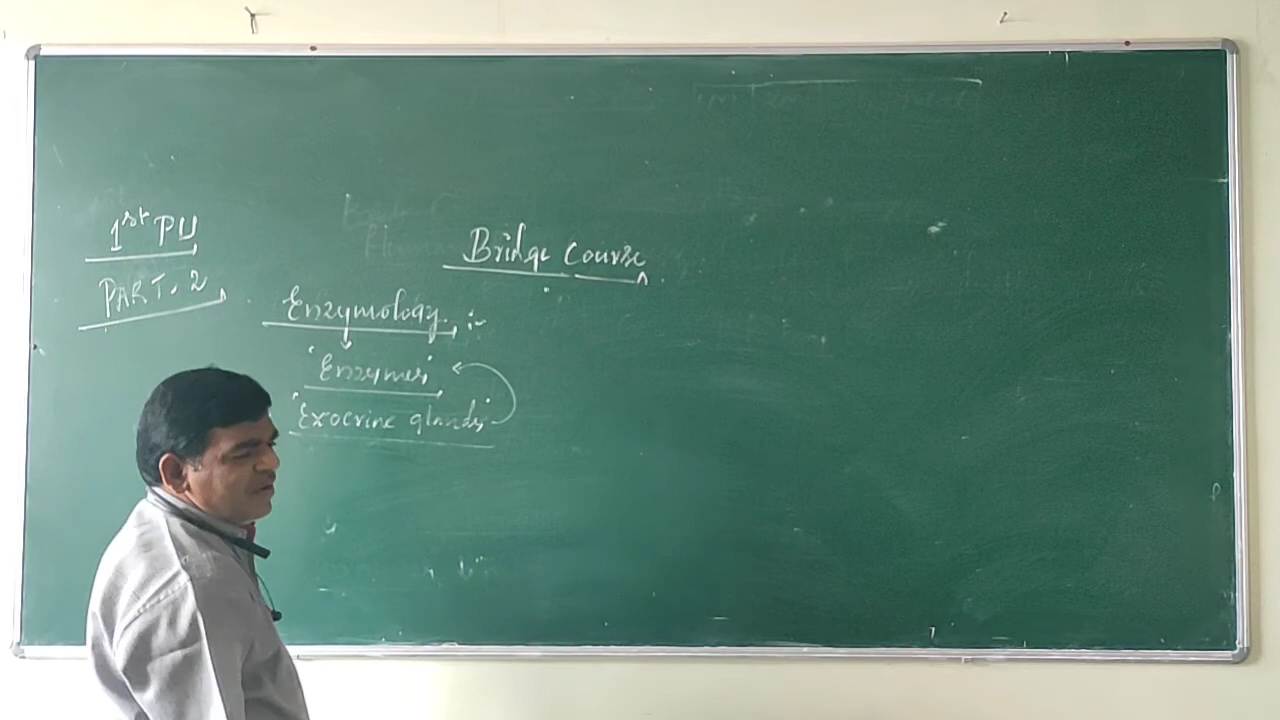 1st PU
PART-2
Bridge Course
Enzymology :-
"Enzymes"
"Exocrine glands"